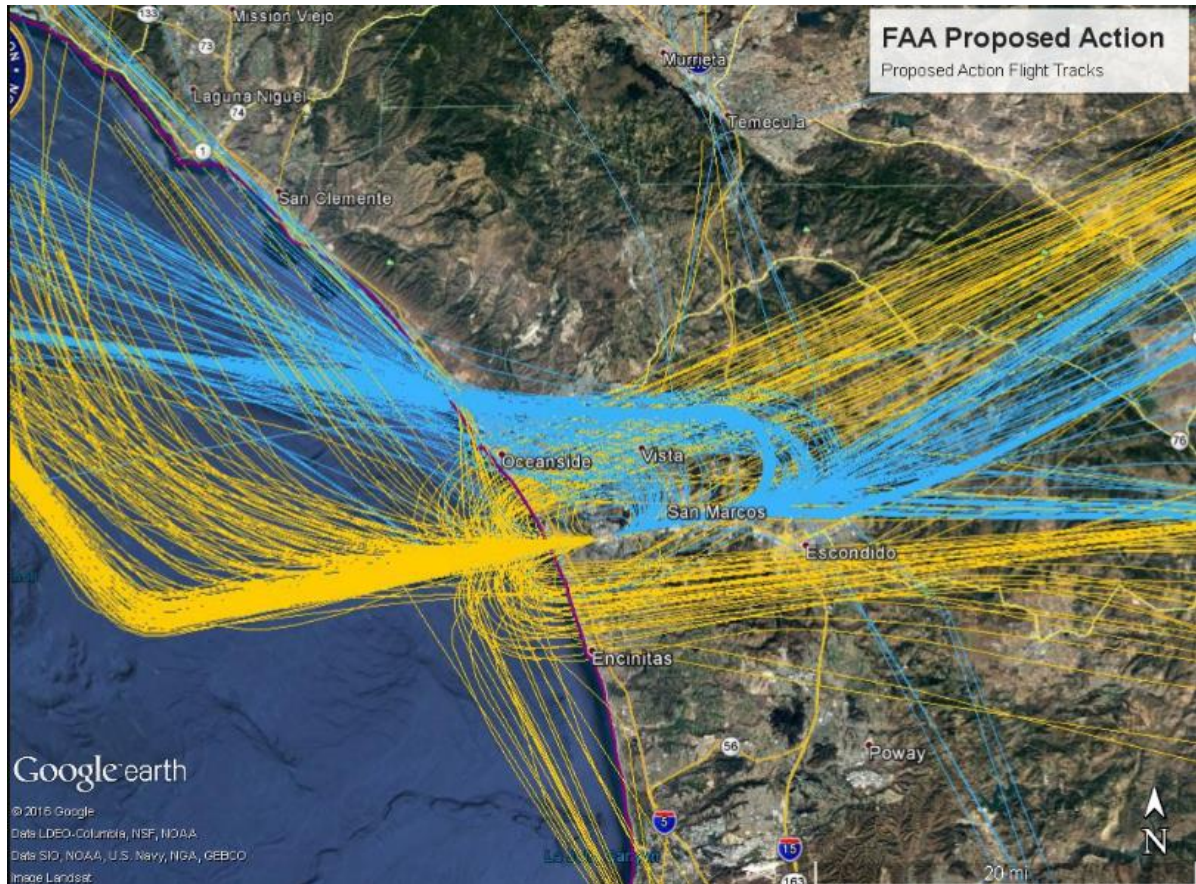 133
Mission Viejo
FAA Proposed Action
Proposed Action Flight Tracks
73
Murrieta
Laguna Niguel
74
Temecula
1
San Clemente
76
Oceanside
Vista
San Marcos
Escondido
Encinitas
56
Poway
Google earth
© 2016 Google
Data LDEO-Columbia, NSF, NOAA
Data SIO, NOAA, U.S. Navy, NGA, GEBCO
Image Landsat
5
15
163
20 mi
N